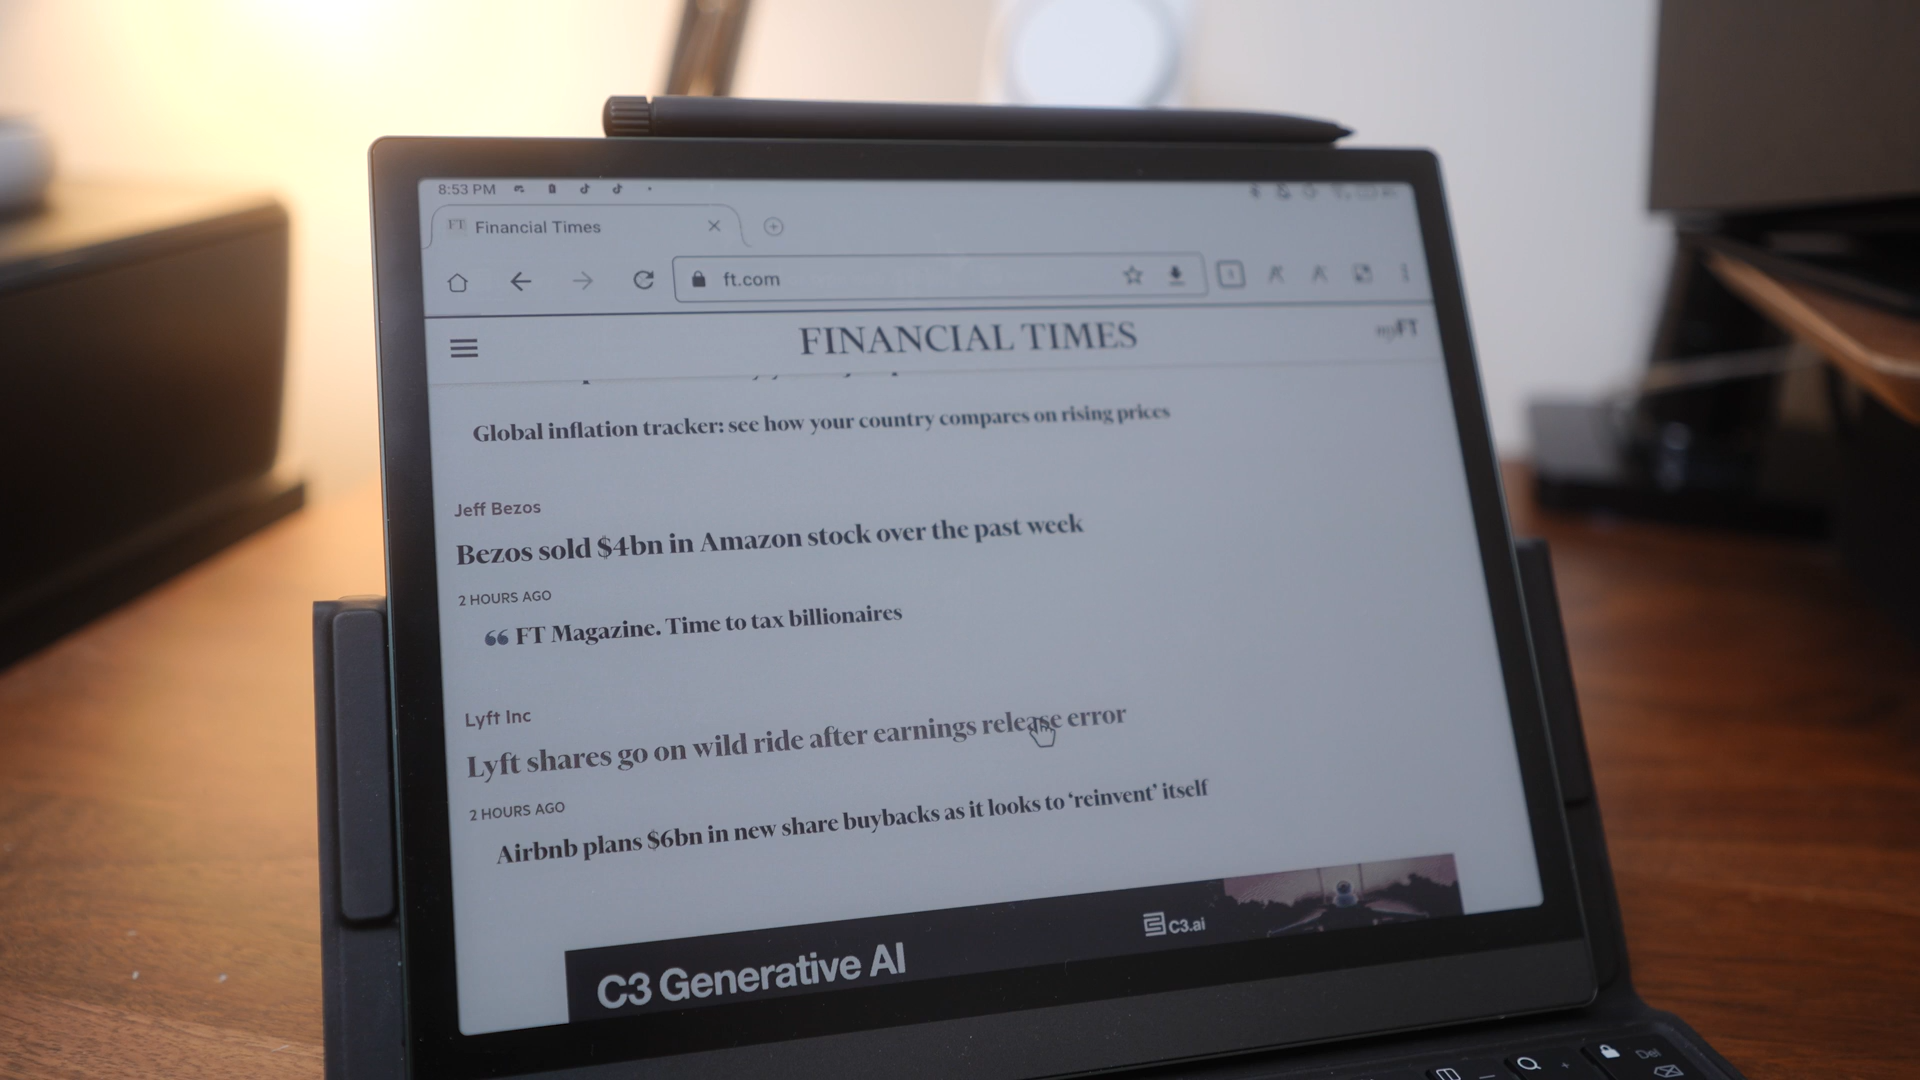 8:53 PM
FT Financial Times
ft.com
FINANCIAL TIMES
myFT
Global inflation tracker: see how your country compares on rising prices
Jeff Bezos
Bezos sold $4bn in Amazon stock over the past week
2 HOURS AGO
“ FT Magazine. Time to tax billionaires
Lyft Inc
Lyft shares go on wild ride after earnings release error
2 HOURS AGO
Airbnb plans $6bn in new share buybacks as it looks to ‘reinvent’ itself
C3.ai
C3 Generative AI
Del